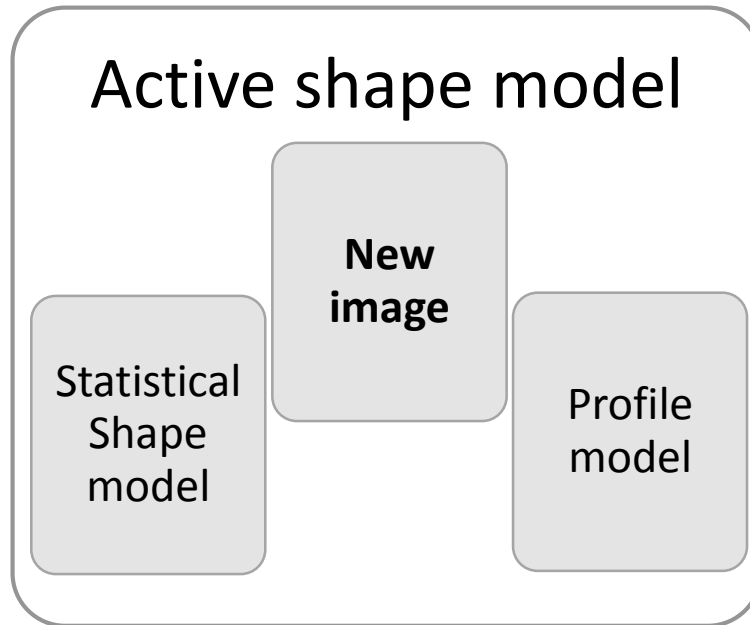 Active shape model
New
image
Statistical
Shape
model
Profile
model